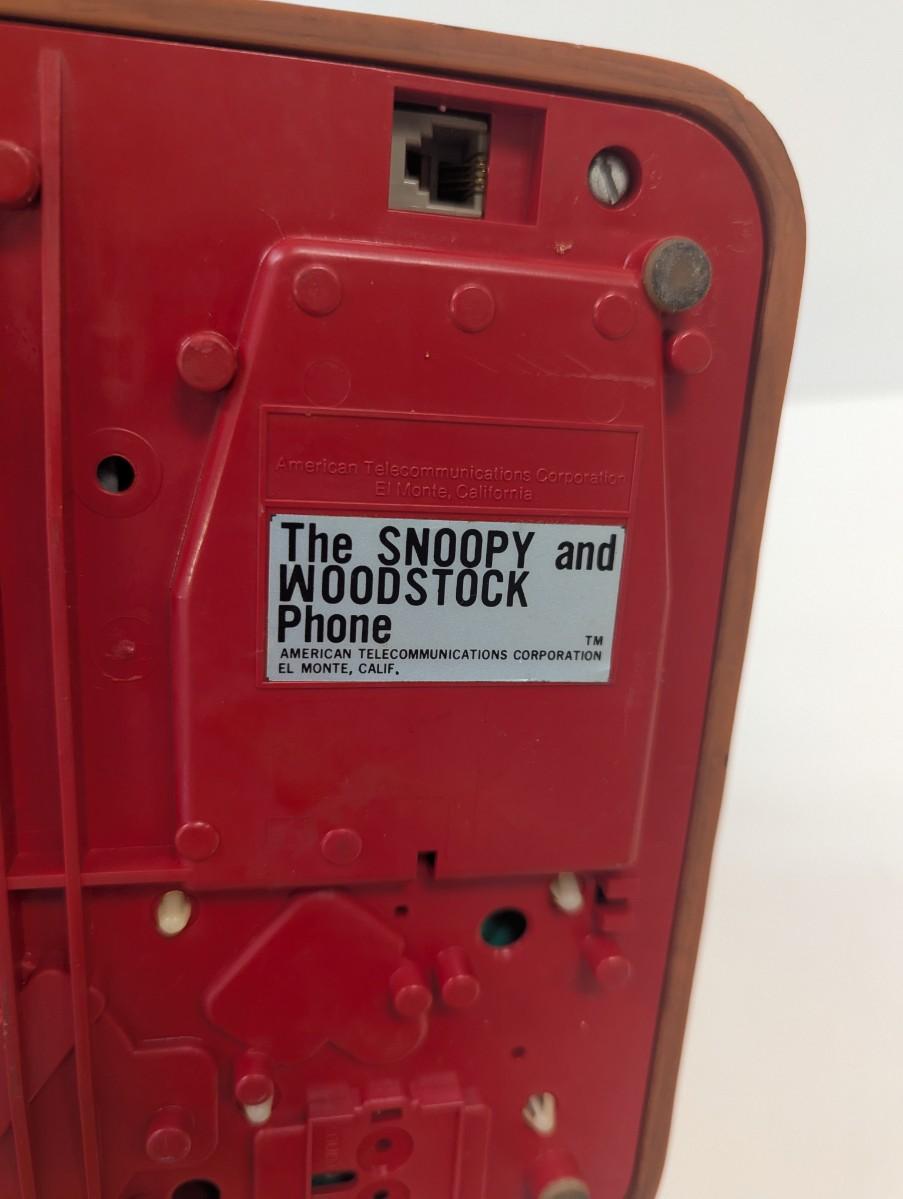 American Telecommunications Corporation
El Monte, California
The SNOOPY and
WOODSTOCK
Phone
TM
AMERICAN TELECOMMUNICATIONS CORPORATION
EL MONTE, CALIF.